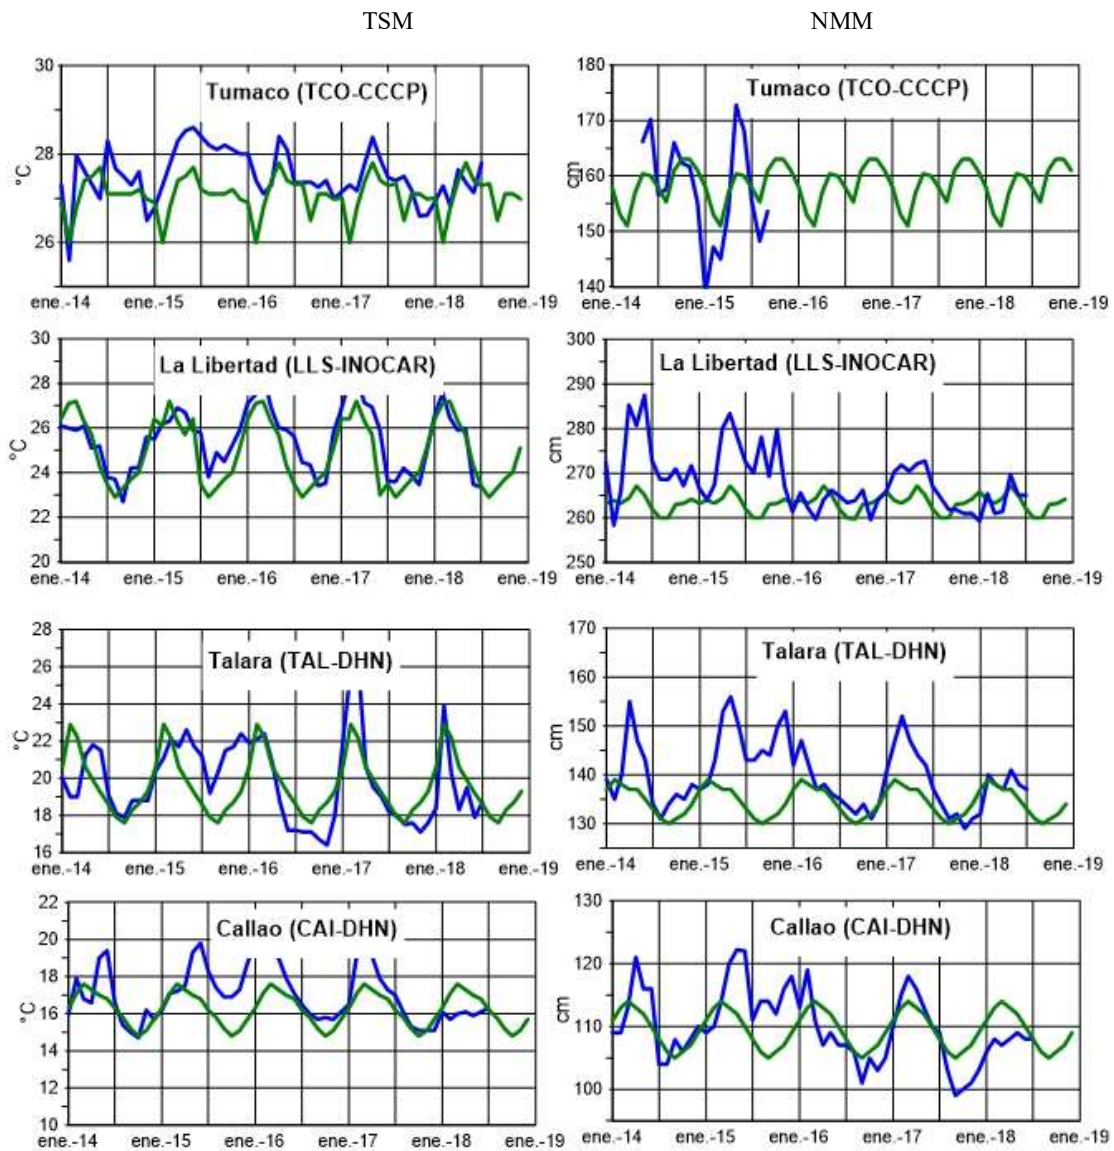 TSM NMM
Tumaco (TCO-CCCP)
30
28
26
°C
ene.-14 ene.-15 ene.-16 ene.-17 ene.-18 ene.-19
Tumaco (TCO-CCCP)
180
170
160
150
140
cm
ene.-14 ene.-15 ene.-16 ene.-17 ene.-18 ene.-19
La Libertad (LLS-INOCAR)
30
28
26
24
22
20
°C
ene.-14 ene.-15 ene.-16 ene.-17 ene.-18 ene.-19
La Libertad (LLS-INOCAR)
300
290
280
270
260
250
cm
ene.-14 ene.-15 ene.-16 ene.-17 ene.-18 ene.-19
Talara (TAL-DHN)
28
26
24
22
20
18
16
°C
ene.-14 ene.-15 ene.-16 ene.-17 ene.-18 ene.-19
Talara (TAL-DHN)
170
160
150
140
130
cm
ene.-14 ene.-15 ene.-16 ene.-17 ene.-18 ene.-19
Callao (CAI-DHN)
22
20
18
16
14
12
10
°C
ene.-14 ene.-15 ene.-16 ene.-17 ene.-18 ene.-19
Callao (CAI-DHN)
130
120
110
100
cm
ene.-14 ene.-15 ene.-16 ene.-17 ene.-18 ene.-19